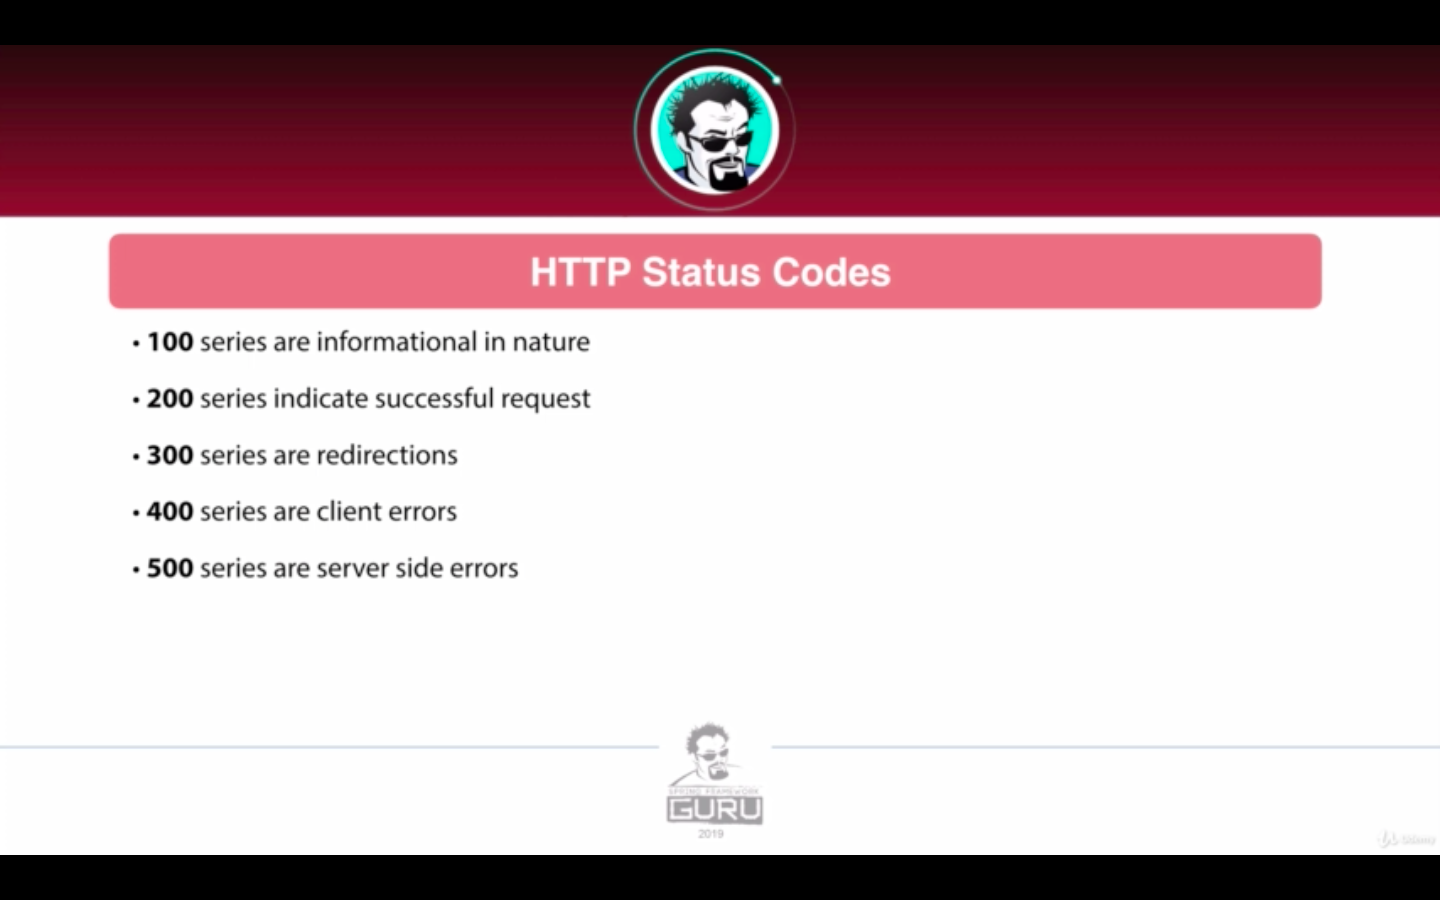 HTTP Status Codes
• 100 series are informational in nature
• 200 series indicate successful request
• 300 series are redirections
• 400 series are client errors
• 500 series are server side errors
SPRING FRAMEWORK
GURU
2019
Udemy